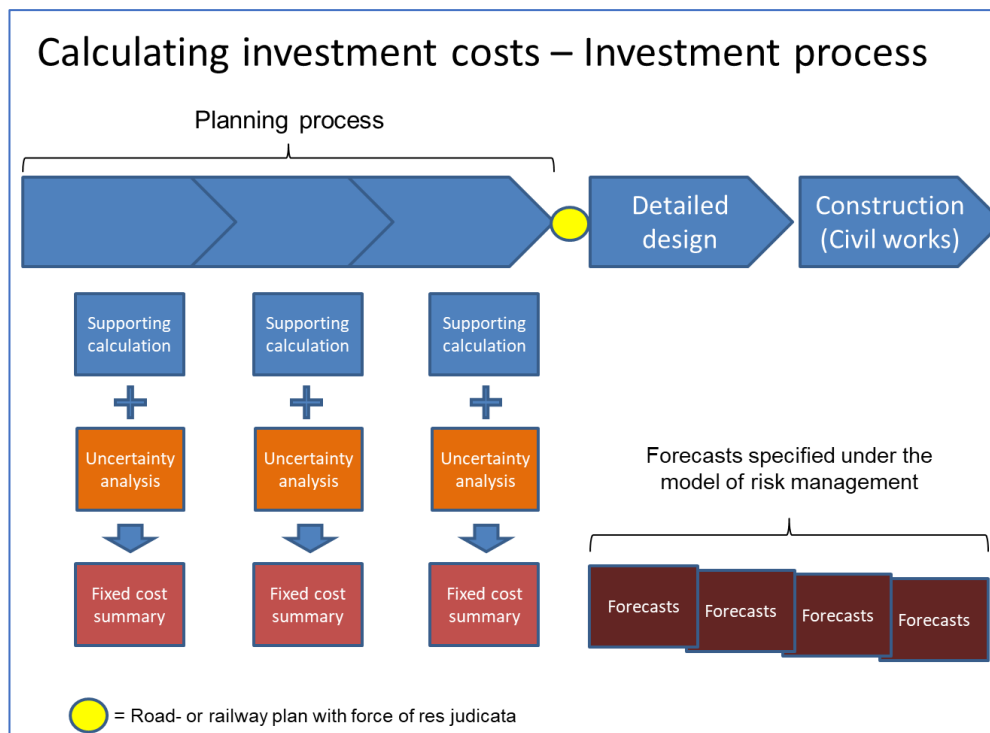 Calculating investment costs – Investment process
Planning process
Detailed
design
Construction
(Civil works)
Supporting
calculation
Supporting
calculation
Supporting
calculation
Uncertainty
analysis
Uncertainty
analysis
Uncertainty
analysis
Forecasts specified under the
model of risk management
Fixed cost
summary
Fixed cost
summary
Fixed cost
summary
Forecasts
Forecasts
Forecasts
Forecasts
= Road- or railway plan with force of res judicata